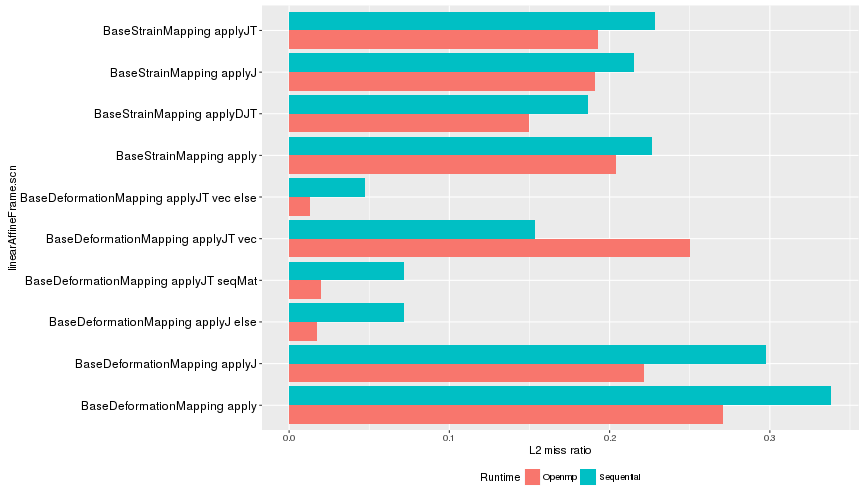 BaseStrainMapping applyJT
BaseStrainMapping applyJ
BaseStrainMapping applyDJT
BaseStrainMapping apply
BaseDeformationMapping applyJT vec else
BaseDeformationMapping applyJT vec
BaseDeformationMapping applyJT seqMat
BaseDeformationMapping applyJ else
BaseDeformationMapping applyJ
BaseDeformationMapping apply
linearAffineFrame.scn
0.0 0.1 0.2 0.3
L2 miss ratio
Runtime Openmp Sequential